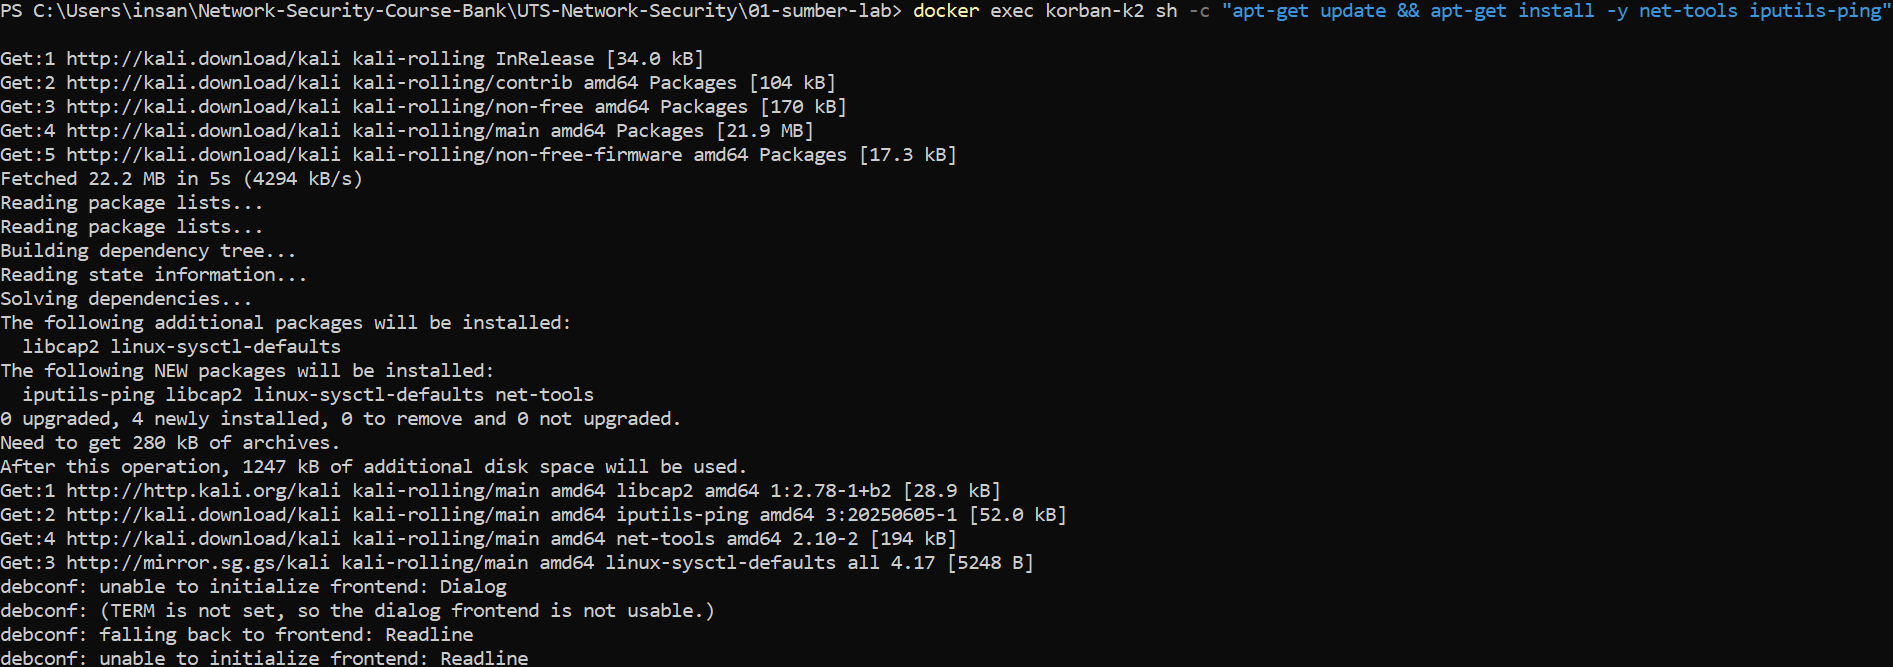 PS C:\Users\insan\Network-Security-Course-Bank\UTS-Network-Security\01-sumber-lab> docker exec korban-k2 sh -c "apt-get update && apt-get install -y net-tools iputils-ping"
Get:1 http://kali.download/kali kali-rolling InRelease [34.0 kB]
Get:2 http://kali.download/kali kali-rolling/contrib amd64 Packages [104 kB]
Get:3 http://kali.download/kali kali-rolling/non-free amd64 Packages [170 kB]
Get:4 http://kali.download/kali kali-rolling/main amd64 Packages [21.9 MB]
Get:5 http://kali.download/kali kali-rolling/non-free-firmware amd64 Packages [17.3 kB]
Fetched 22.2 MB in 5s (4294 kB/s)
Reading package lists...
Reading package lists...
Building dependency tree...
Reading state information...
Solving dependencies...
The following additional packages will be installed:
  libcap2 linux-sysctl-defaults
The following NEW packages will be installed:
  iputils-ping libcap2 linux-sysctl-defaults net-tools
0 upgraded, 4 newly installed, 0 to remove and 0 not upgraded.
Need to get 280 kB of archives.
After this operation, 1247 kB of additional disk space will be used.
Get:1 http://http.kali.org/kali kali-rolling/main amd64 libcap2 amd64 1:2.78-1+b2 [28.9 kB]
Get:2 http://kali.download/kali kali-rolling/main amd64 iputils-ping amd64 3:20250605-1 [52.0 kB]
Get:4 http://kali.download/kali kali-rolling/main amd64 net-tools amd64 2.10-2 [194 kB]
Get:3 http://mirror.sg.gs/kali kali-rolling/main amd64 linux-sysctl-defaults all 4.17 [5248 B]
debconf: unable to initialize frontend: Dialog
debconf: (TERM is not set, so the dialog frontend is not usable.)
debconf: falling back to frontend: Readline
debconf: unable to initialize frontend: Readline